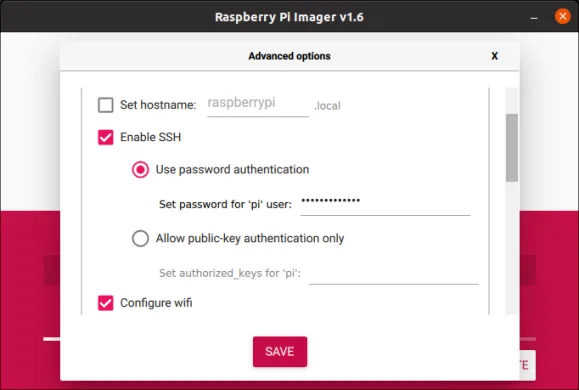 Raspberry Pi Imager v1.6
Advanced options X
Set hostname: raspberrypi .local
Enable SSH
Use password authentication
Set password for 'pi' user: •••••••••••••
Allow public-key authentication only
Set authorized_keys for 'pi':
Configure wifi
SAVE
TE